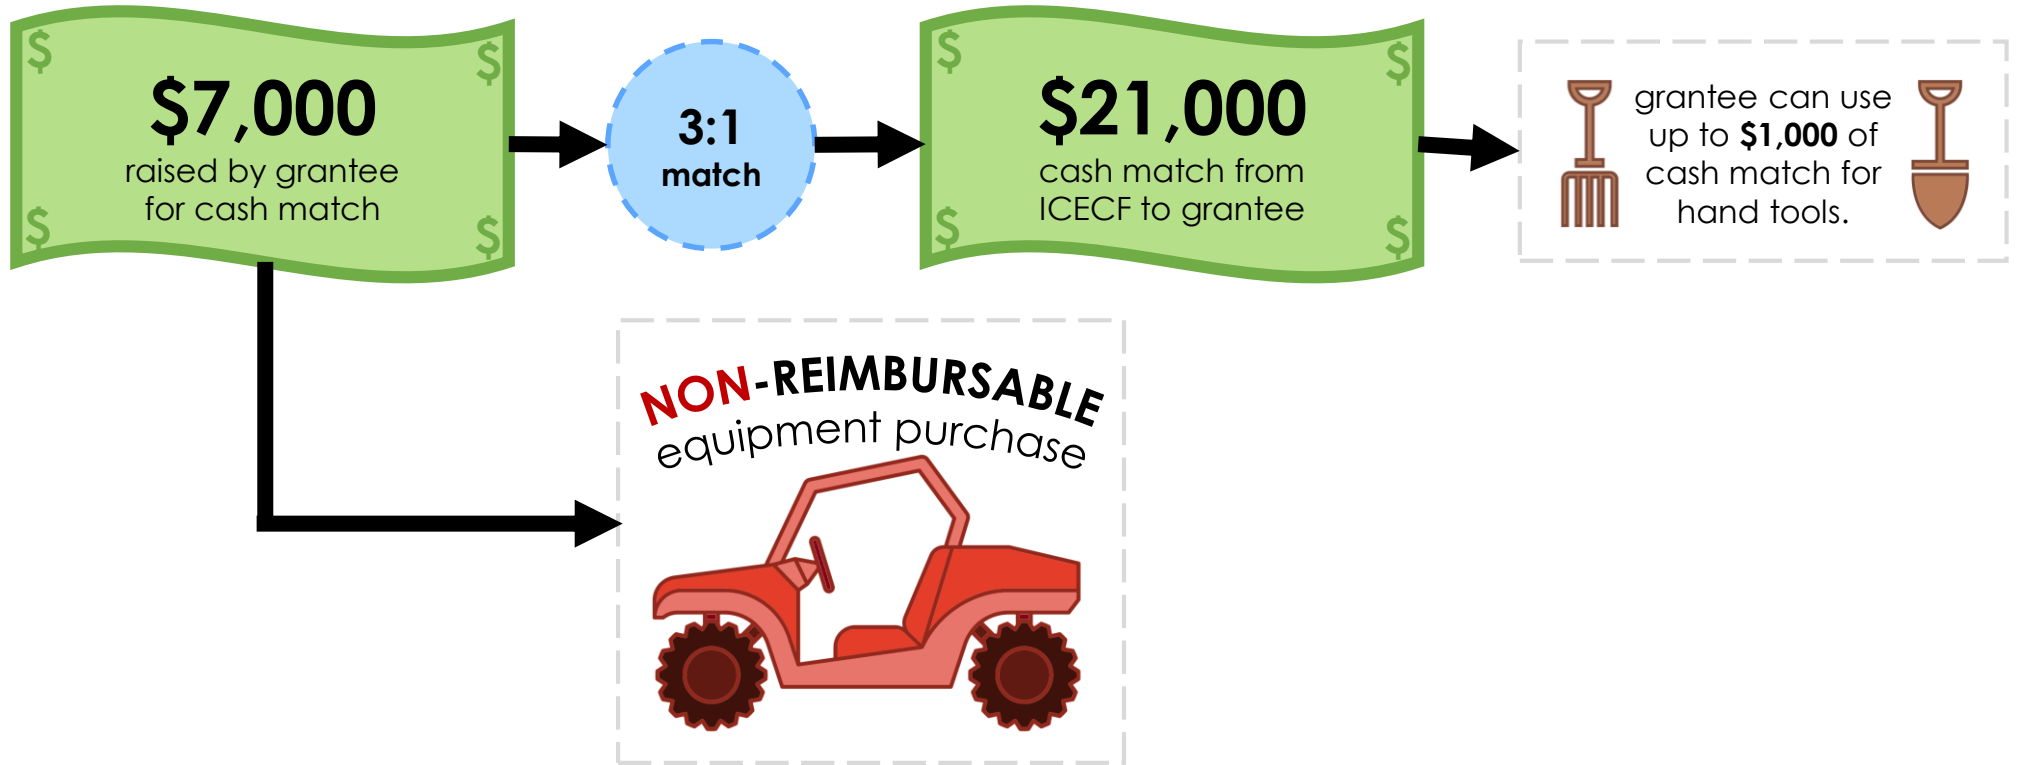 $7,000
raised by grantee
for cash match
3:1
match
$21,000
cash match from
ICECF to grantee
grantee can use
up to $1,000 of
cash match for
hand tools.
NON-REIMBURSABLE
equipment purchase